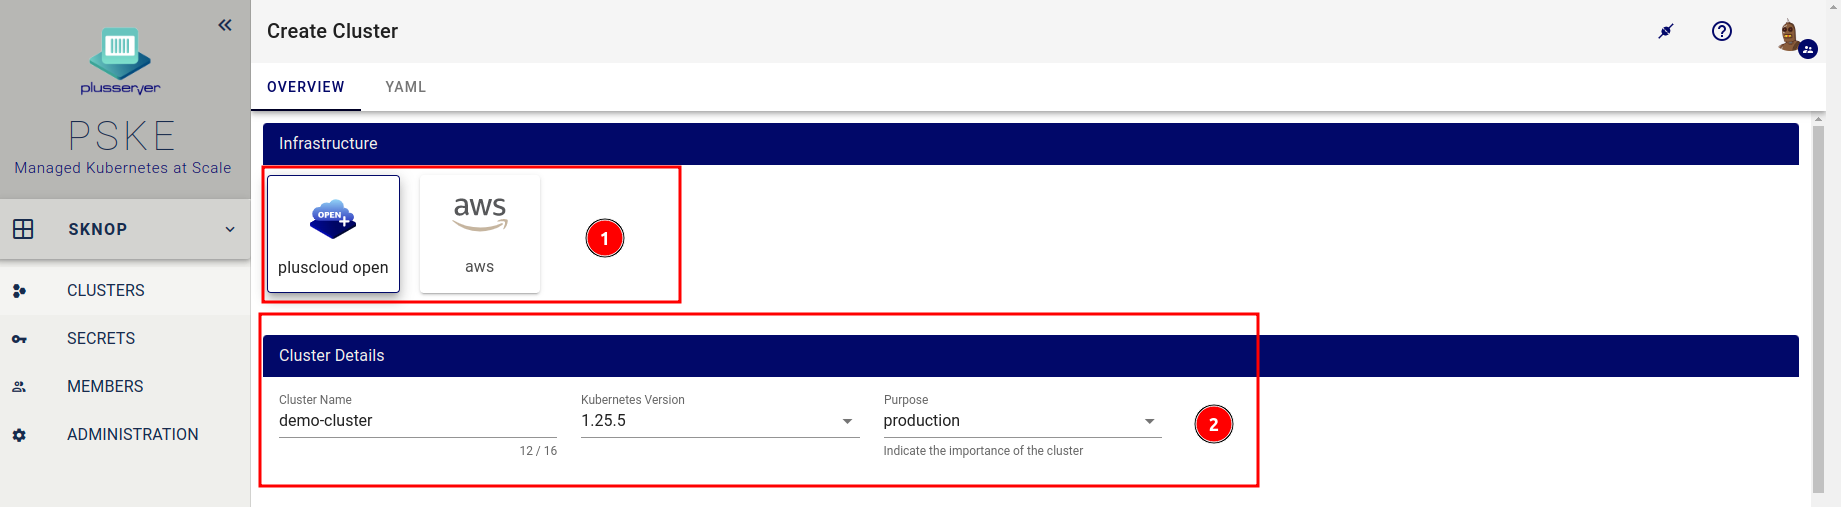 plusserver
PSKE
Managed Kubernetes at Scale
SKNOP
CLUSTERS
SECRETS
MEMBERS
ADMINISTRATION
Create Cluster
OVERVIEW YAML
Infrastructure
OPEN
pluscloud open
aws
aws
1
Cluster Details
Cluster Name
demo-cluster
12 / 16
Kubernetes Version
1.25.5
Purpose
production
Indicate the importance of the cluster
2